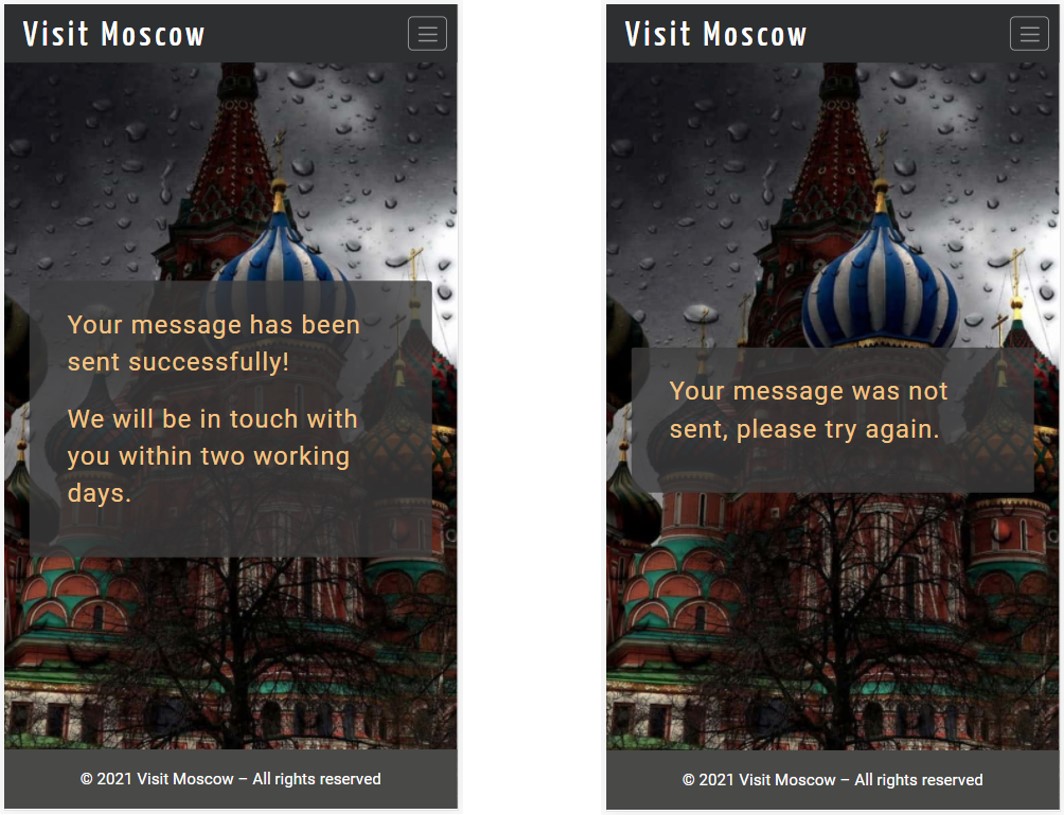 Visit Moscow
Your message has been
sent successfully!
We will be in touch with
you within two working
days.
© 2021 Visit Moscow – All rights reserved
Visit Moscow
Your message was not
sent, please try again.
© 2021 Visit Moscow – All rights reserved